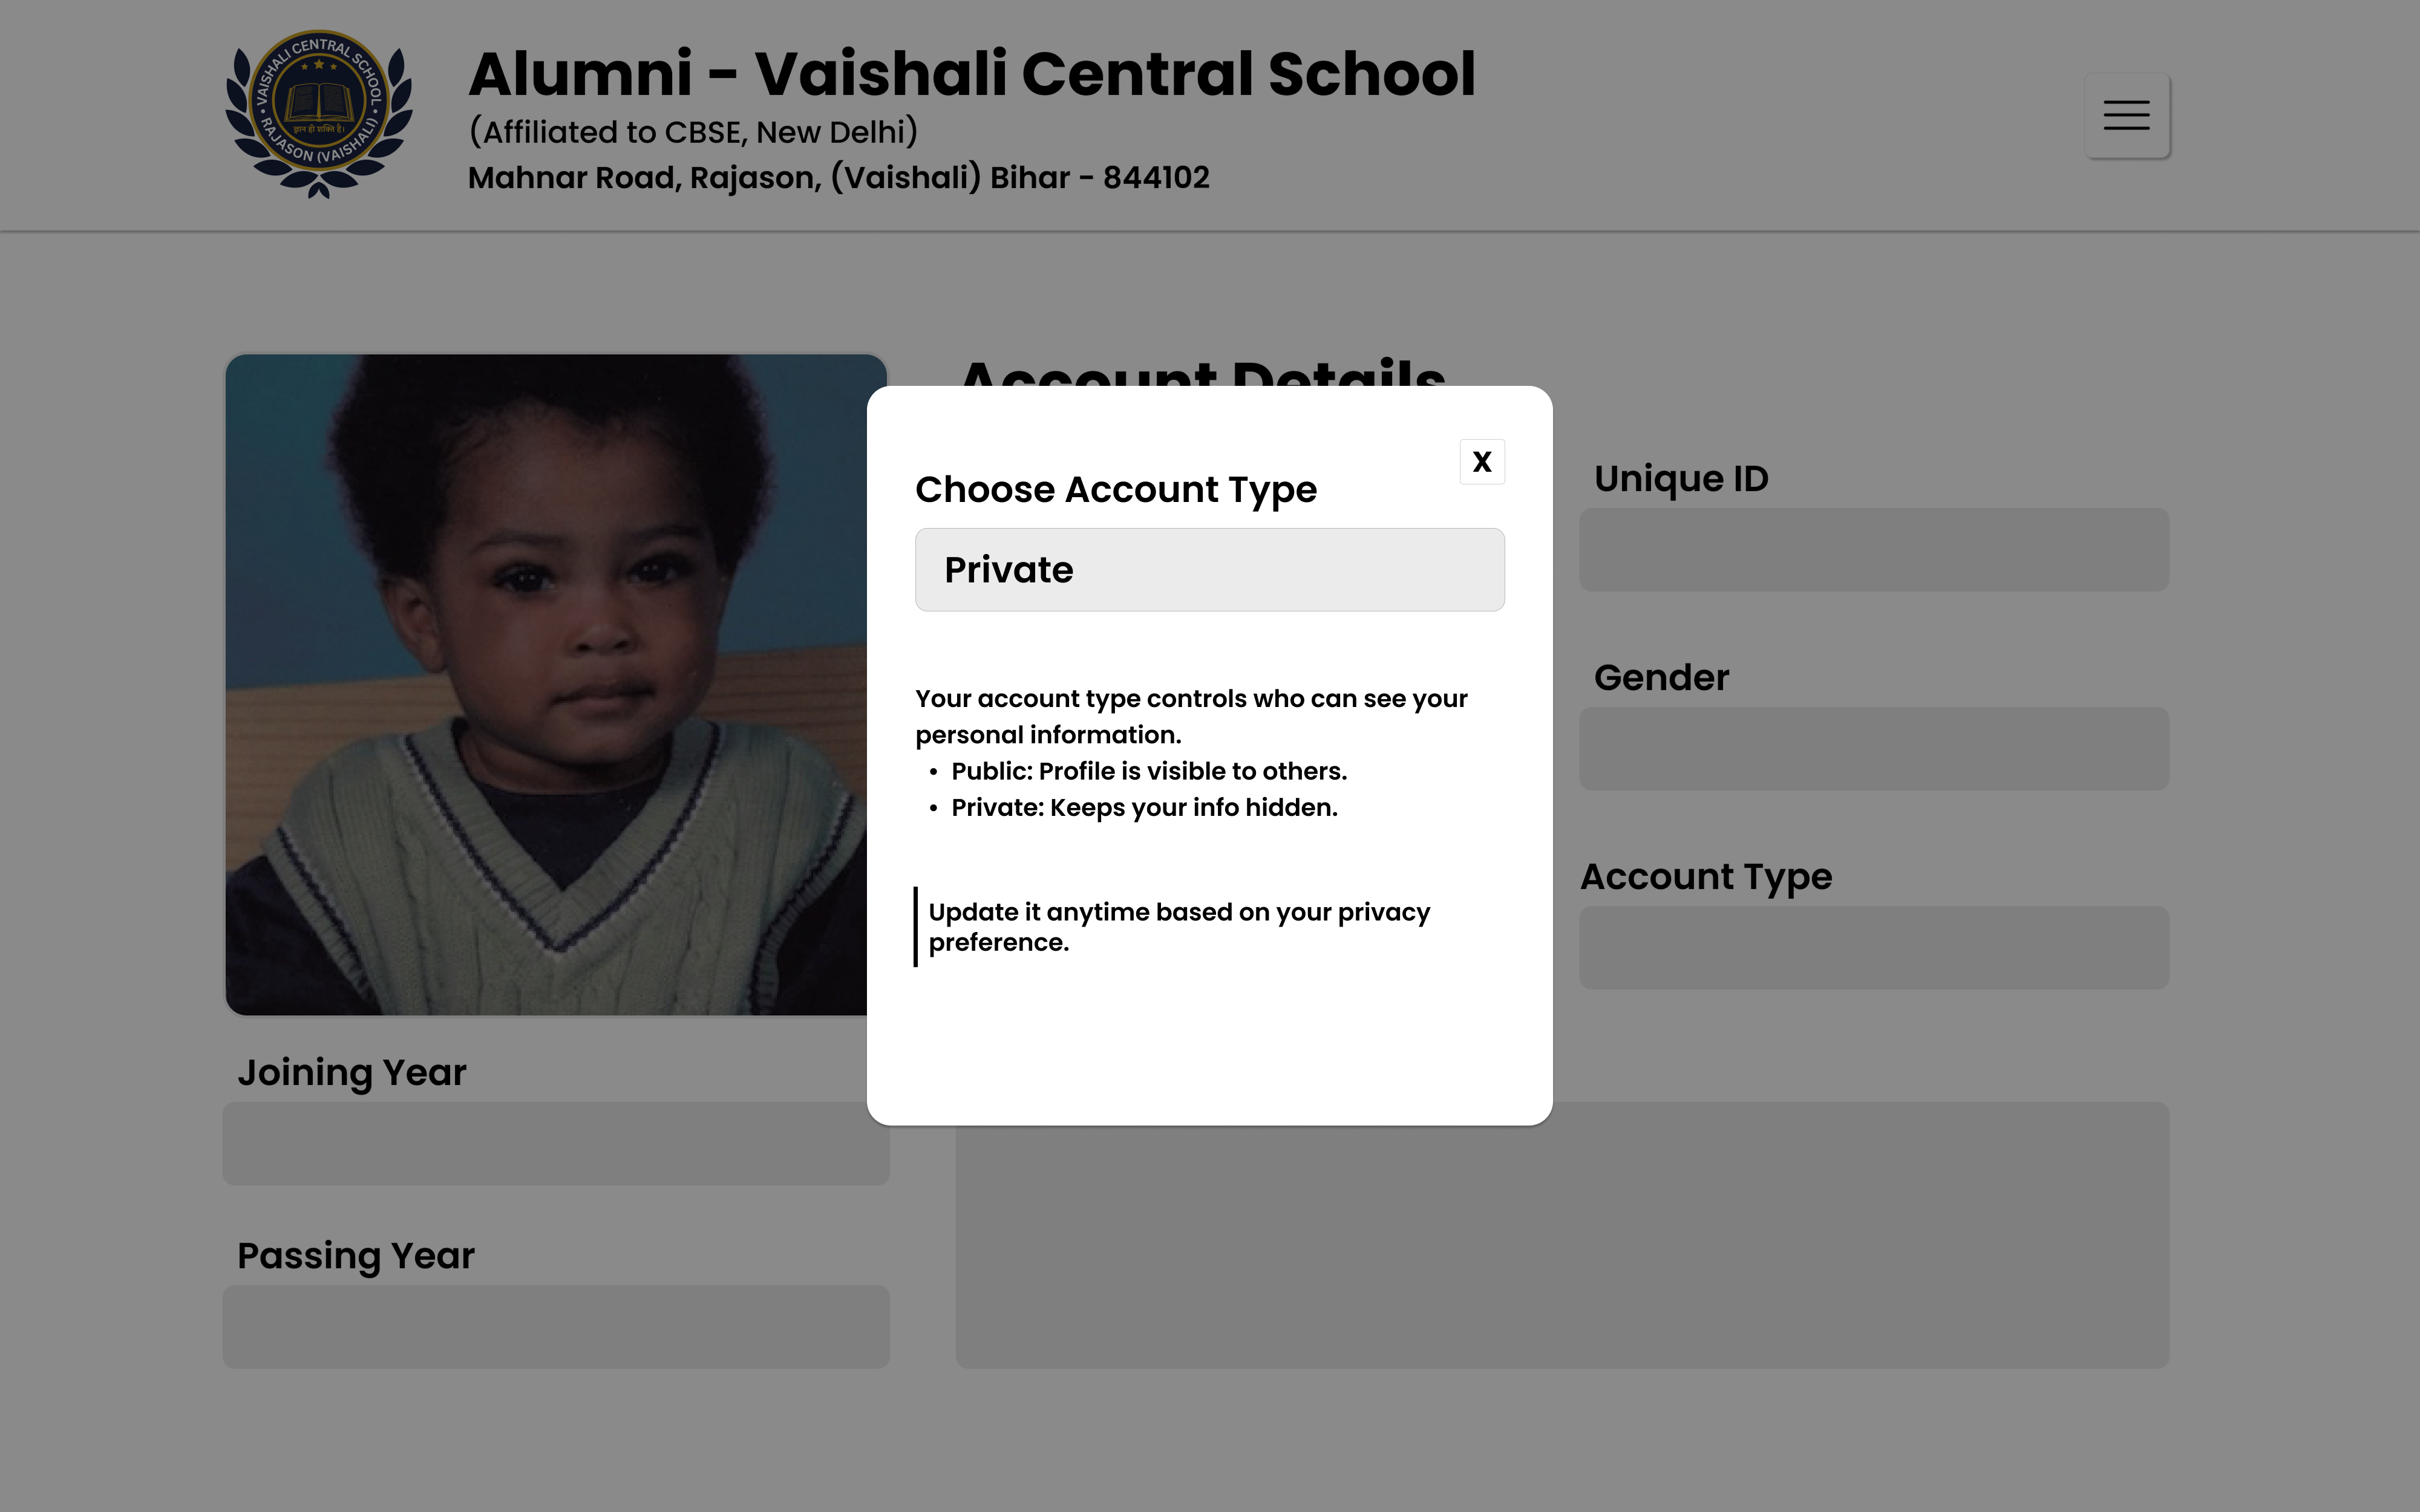 VAISHALI CENTRAL SCHOOL
RAJASON (VAISHALI)
ज्ञान ही शक्ति है।
Alumni - Vaishali Central School
(Affiliated to CBSE, New Delhi)
Mahnar Road, Rajason, (Vaishali) Bihar - 844102
Account Details
Choose Account Type
X
Private
Your account type controls who can see your
personal information.
• Public: Profile is visible to others.
• Private: Keeps your info hidden.
Update it anytime based on your privacy
preference.
Unique ID
Gender
Account Type
Joining Year
Passing Year